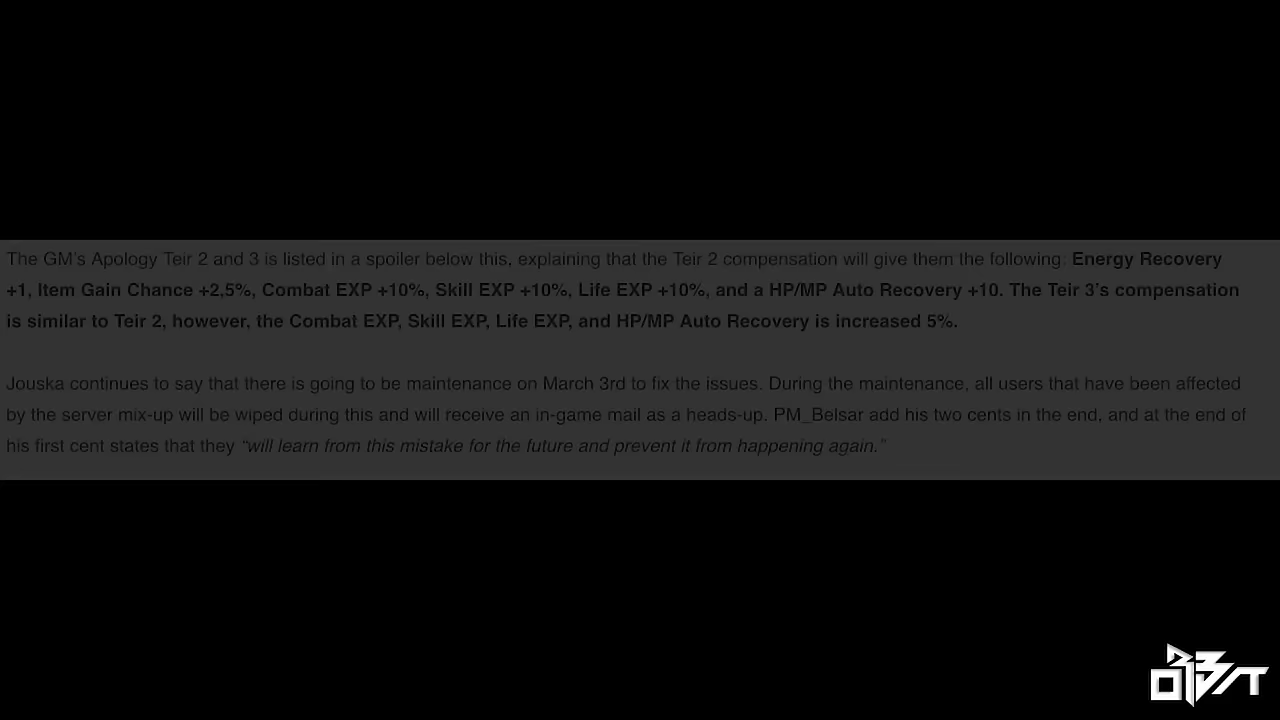 The GM's Apology Teir 2 and 3 is listed in a spoiler below this, explaining that the Teir 2 compensation will give them the following: Energy Recovery
+1, Item Gain Chance +2,5%, Combat EXP +10%, Skill EXP +10%, Life EXP +10%, and a HP/MP Auto Recovery +10. The Teir 3's compensation
is similar to Teir 2, however, the Combat EXP, Skill EXP, Life EXP, and HP/MP Auto Recovery is increased 5%.
Jouska continues to say that there is going to be maintenance on March 3rd to fix the issues. During the maintenance, all users that have been affected
by the server mix-up will be wiped during this and will receive an in-game mail as a heads-up. PM_Belsar add his two cents in the end, and at the end of
his first cent states that they “will learn from this mistake for the future and prevent it from happening again.”